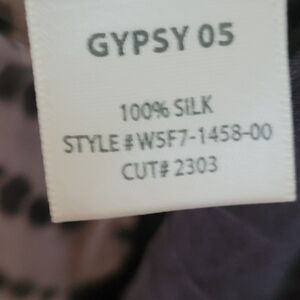 GYPSY 05
100% SILK
STYLE # W5F7-1458-00
CUT# 2303